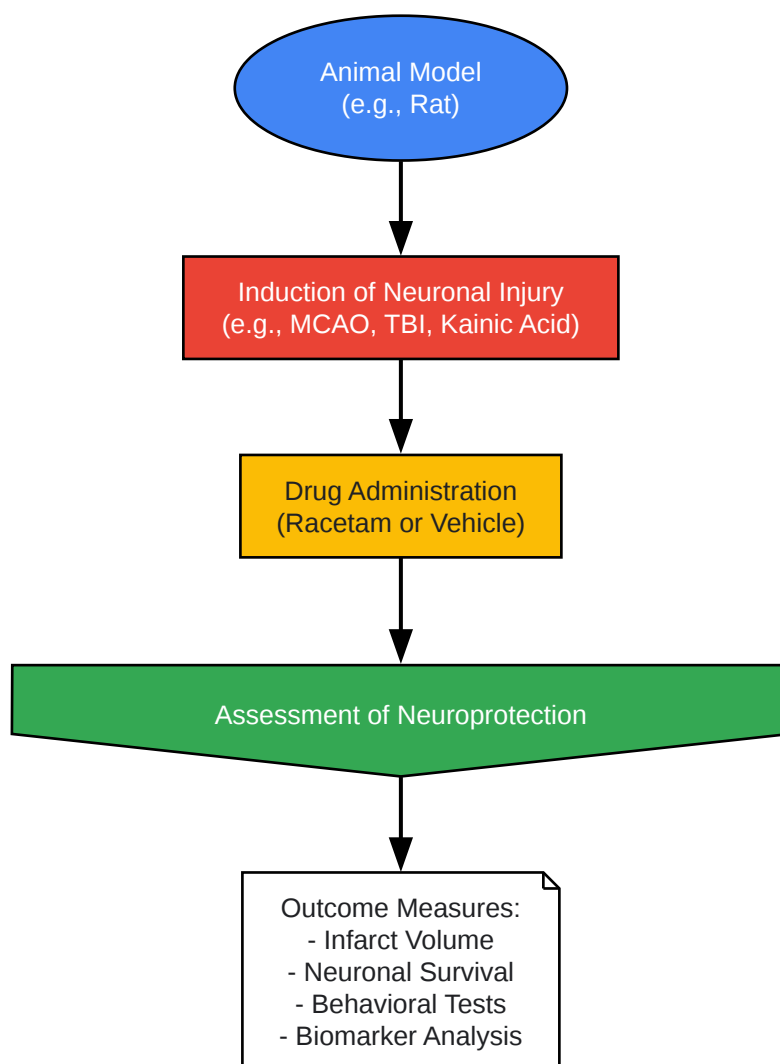 Animal Model
(e.g., Rat)
Induction of Neuronal Injury
(e.g., MCAO, TBI, Kainic Acid)
Drug Administration
(Racetam or Vehicle)
Assessment of Neuroprotection
Outcome Measures:
- Infarct Volume
- Neuronal Survival
- Behavioral Tests
- Biomarker Analysis